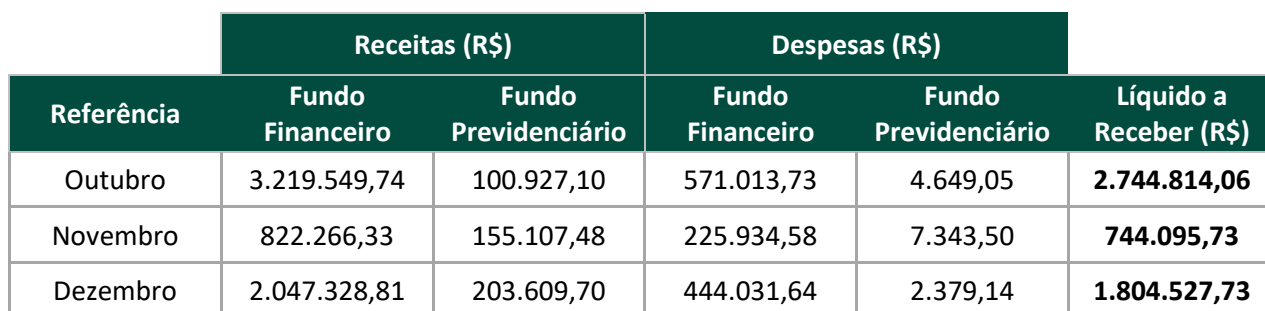 Receitas (R$) Despesas (R$)
Referência Fundo Financeiro Fundo Previdenciário Fundo Financeiro Fundo Previdenciário Líquido a Receber (R$)
Outubro 3.219.549,74 100.927,10 571.013,73 4.649,05 2.744.814,06
Novembro 822.266,33 155.107,48 225.934,58 7.343,50 744.095,73
Dezembro 2.047.328,81 203.609,70 444.031,64 2.379,14 1.804.527,73